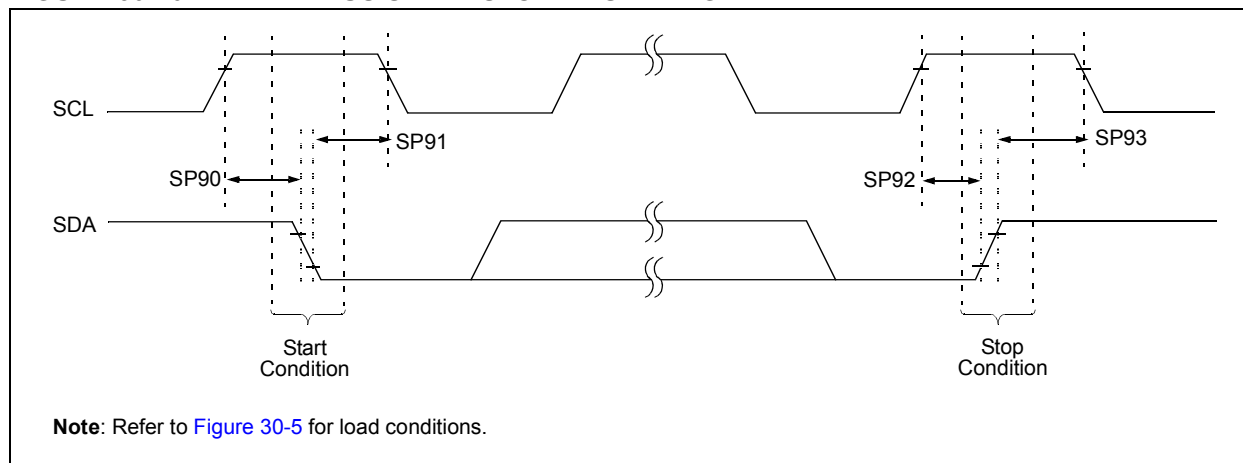 SCL
SP91
SP93
SP90
SP92
SDA
Start
Condition
Stop
Condition
Note: Refer to Figure 30-5 for load conditions.